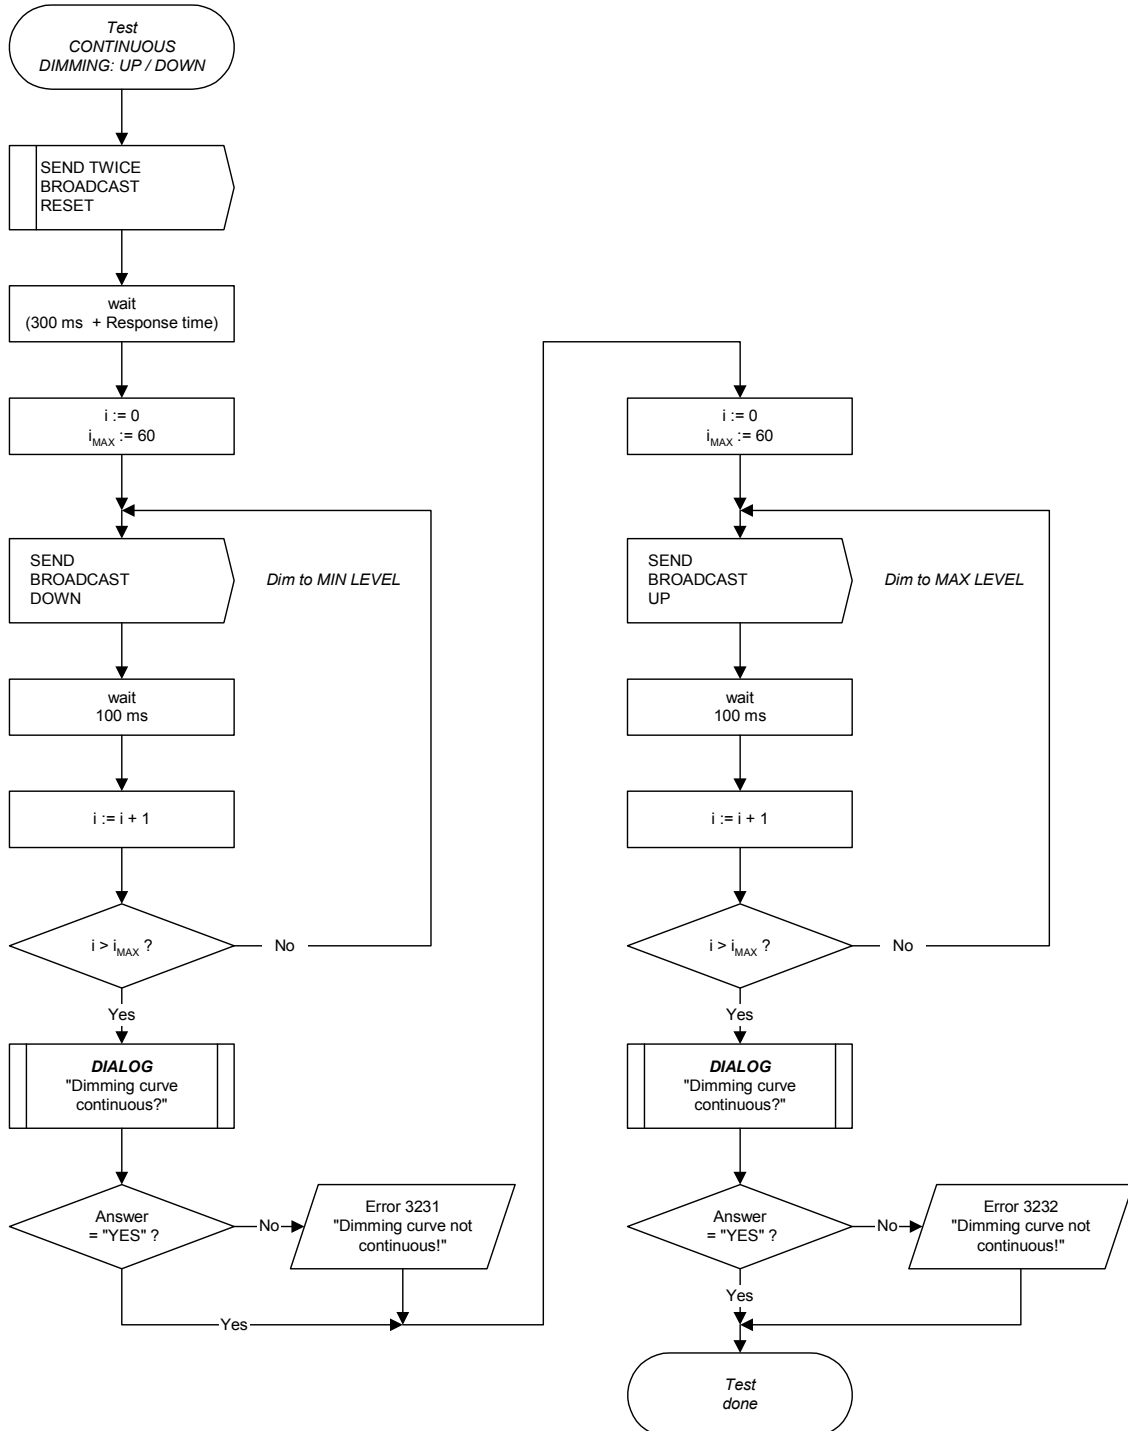 Test
CONTINUOUS
DIMMING: UP / DOWN
SEND TWICE
BROADCAST
RESET
wait
(300 ms + Response time)
i := 0
iMAX := 60
SEND
BROADCAST
DOWN
Dim to MIN LEVEL
wait
100 ms
i := i + 1
i > iMAX ?
No
Yes
DIALOG
"Dimming curve
continuous?"
Answer
= "YES" ?
No
Error 3231
"Dimming curve not
continuous!"
Yes
i := 0
iMAX := 60
SEND
BROADCAST
UP
Dim to MAX LEVEL
wait
100 ms
i := i + 1
i > iMAX ?
No
Yes
DIALOG
"Dimming curve
continuous?"
Answer
= "YES" ?
No
Error 3232
"Dimming curve not
continuous!"
Yes
Test
done